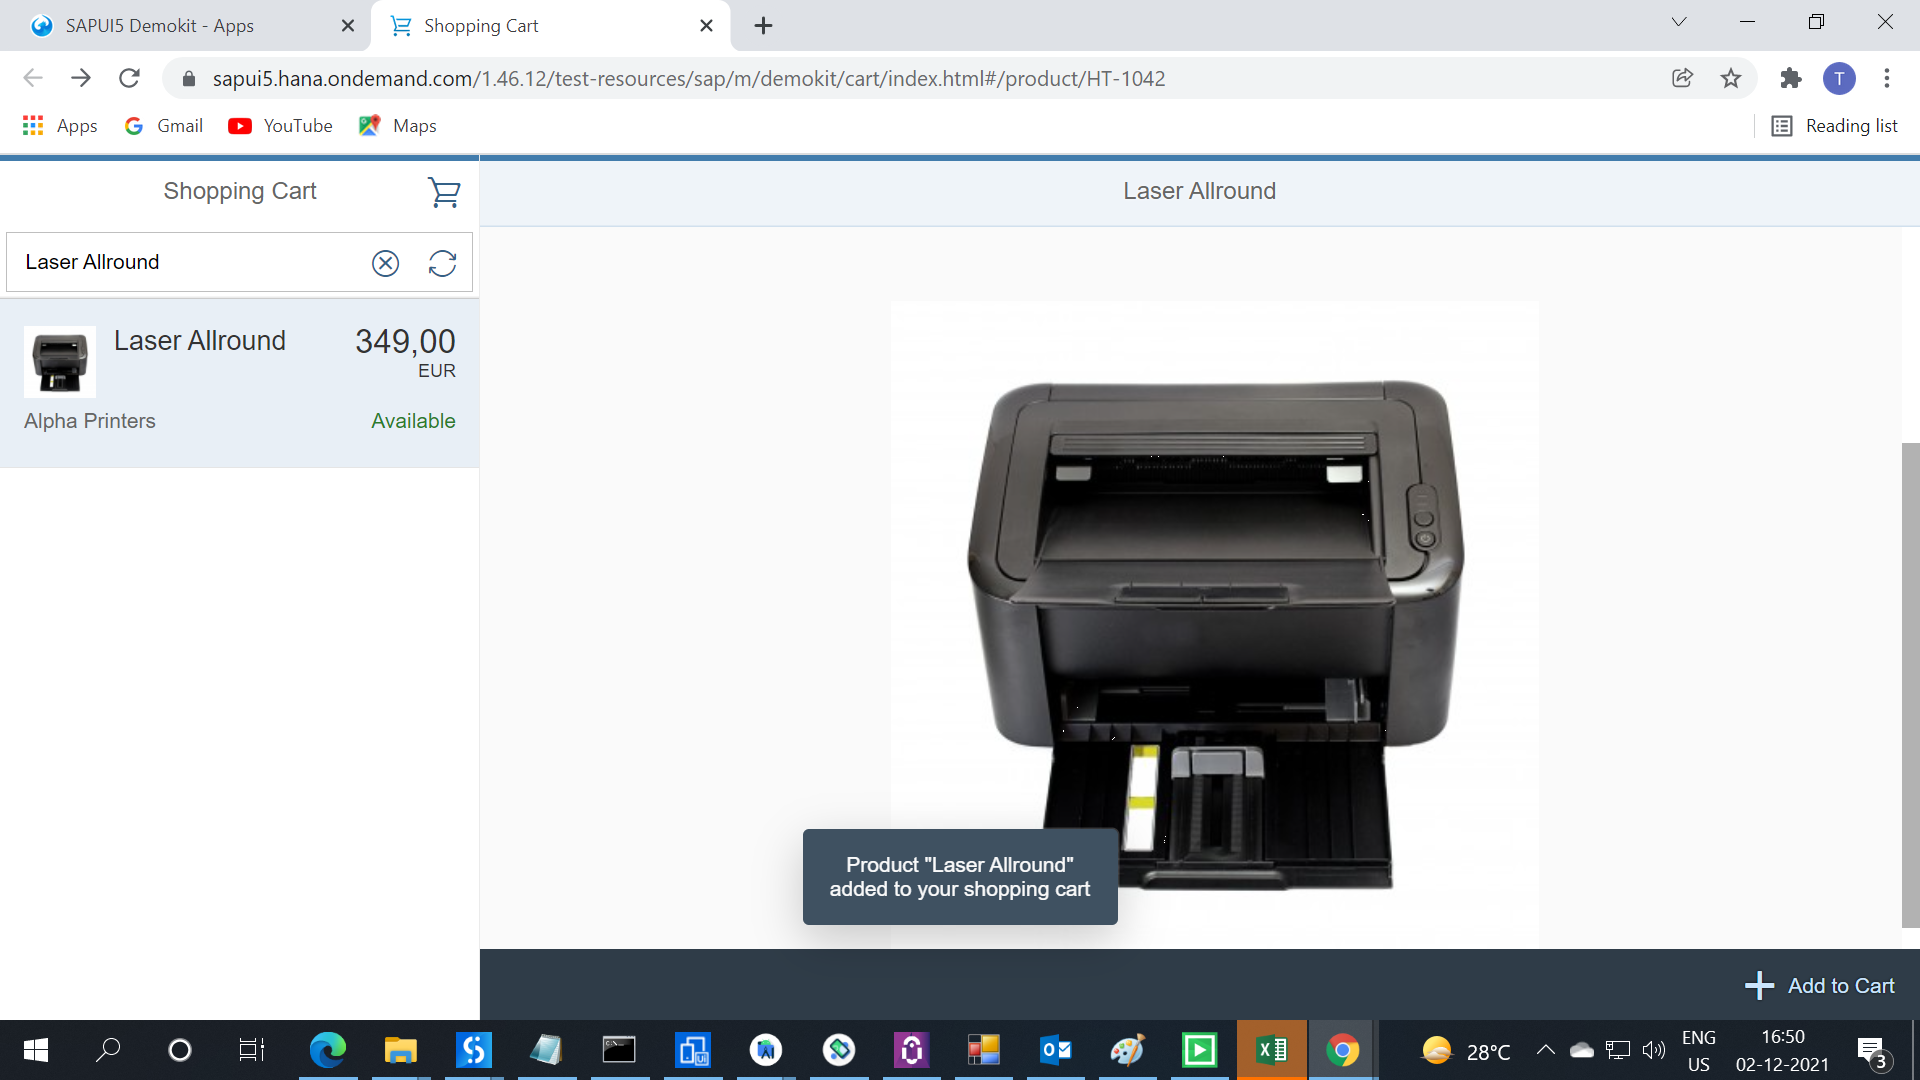 SAPUI5 Demokit - Apps
Shopping Cart
sapui5.hana.ondemand.com/1.46.12/test-resources/sap/m/demokit/cart/index.html#/product/HT-1042
T
Apps
Gmail
YouTube
Maps
Reading list
Shopping Cart
Laser Allround
Laser Allround
Laser Allround
349,00
EUR
Alpha Printers
Available
Product "Laser Allround"
added to your shopping cart
Add to Cart
28°C
ENG
US
16:50
02-12-2021
3